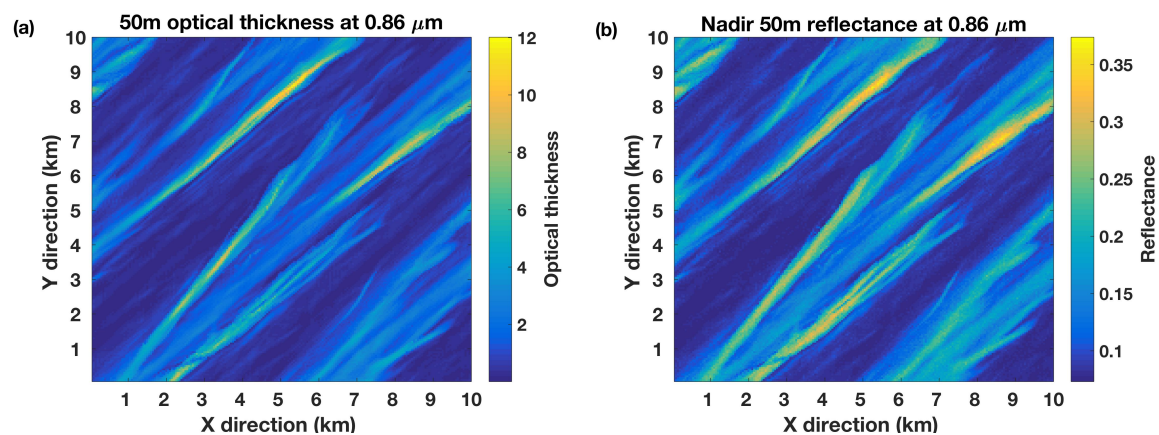 (a)
50m optical thickness at 0.86 μm
10
9
8
7
6
5
4
3
2
1
Y direction (km)
1 2 3 4 5 6 7 8 9 10
X direction (km)
12
10
8
6
4
2
Optical thickness
(b)
Nadir 50m reflectance at 0.86 μm
10
9
8
7
6
5
4
3
2
1
Y direction (km)
1 2 3 4 5 6 7 8 9 10
X direction (km)
0.35
0.3
0.25
0.2
0.15
0.1
Reflectance